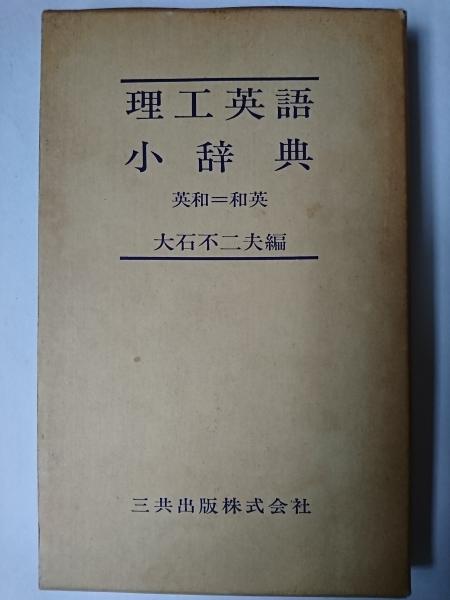 理工英語
小辞典
英和=和英
大石不二夫編
三共出版株式会社